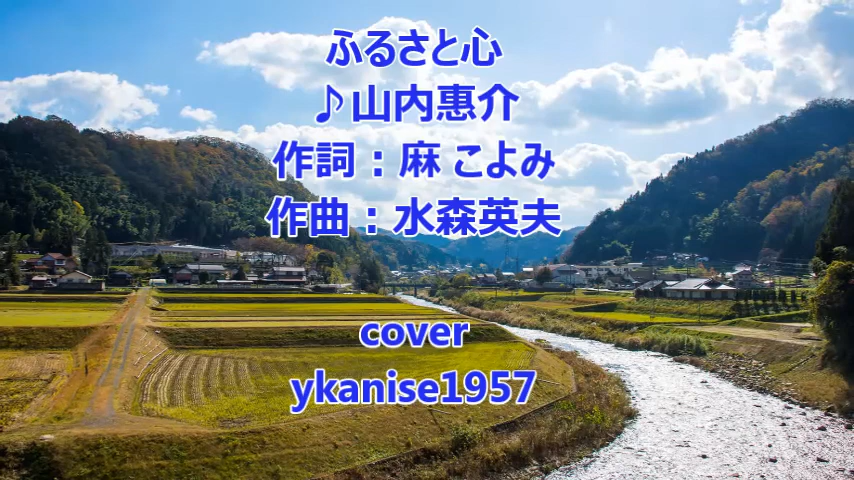 ふるさと心
♪山内惠介
作詞：麻 こよみ
作曲：水森英夫
cover
ykanise1957